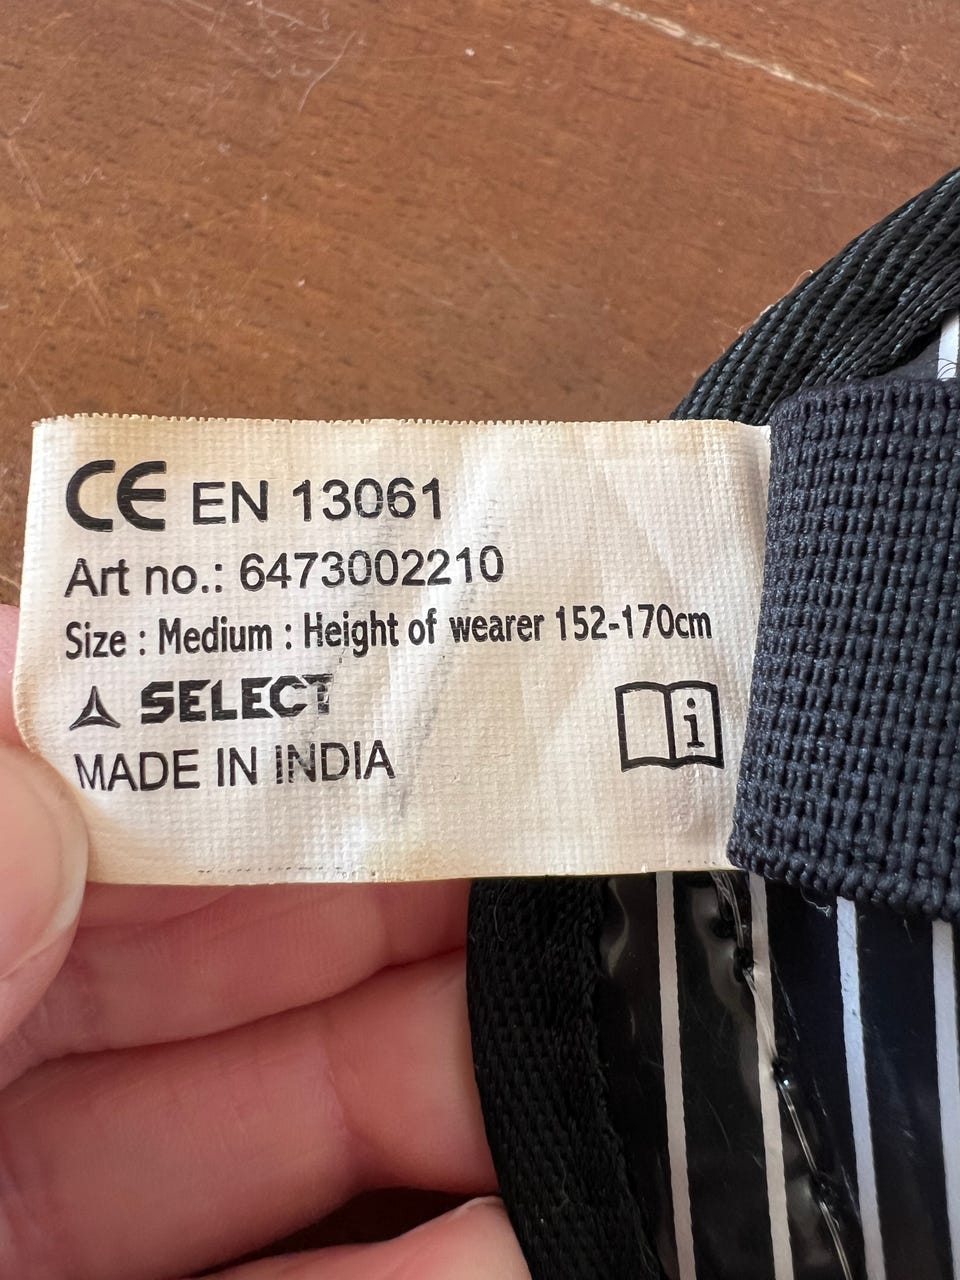 CE EN 13061
Art no.: 6473002210
Size : Medium : Height of wearer 152-170cm
SELECT
i
MADE IN INDIA